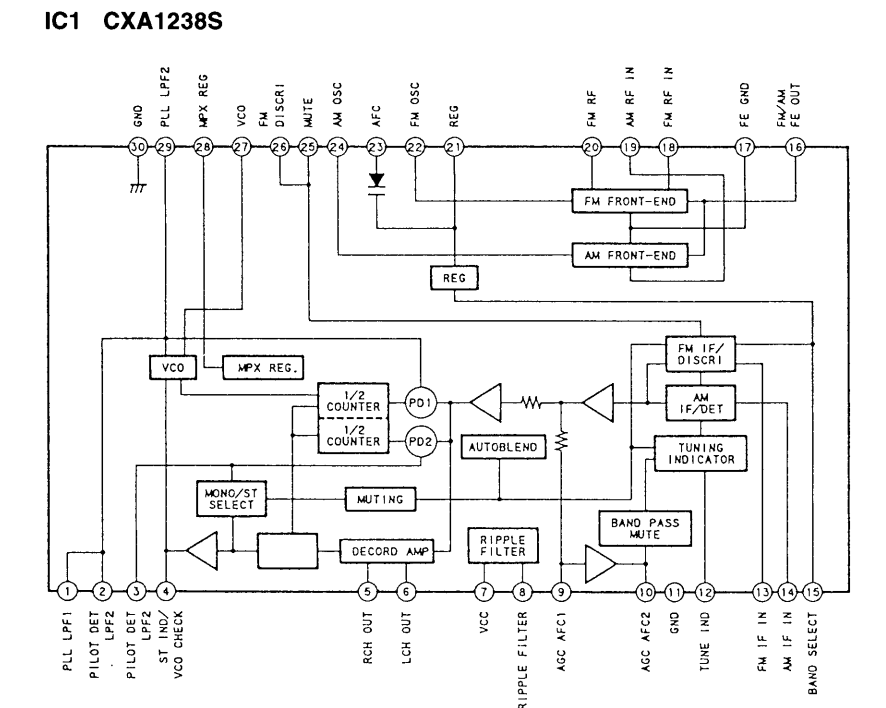 IC1 CXA1238S
GND
PLL LPF2
MPX REG
VCO
FM
DISCRI
MUTE
AM OSC
AFC
FM OSC
REG
FM RF
AM RF IN
FM RF IN
FE GND
FM/AM
FE OUT
30
29
28
27
26
25
24
23
22
21
20
19
18
17
16
FM FRONT-END
AM FRONT-END
REG
VCO
MPX REG.
1/2
COUNTER
PD1
1/2
COUNTER
PD2
AUTOBLEND
FM IF/
DISCRI
AM
IF/DET
TUNING
INDICATOR
MONO/ST
SELECT
MUTING
BAND PASS
MUTE
DECORD AMP
RIPPLE
FILTER
1
2
3
4
5
6
7
8
9
10
11
12
13
14
15
PLL LPF1
PILOT DET
. LPF2
PILOT DET
LPF2
ST IND/
VCO CHECK
RCH OUT
LCH OUT
VCC
RIPPLE FILTER
AGC AFC1
AGC AFC2
GND
TUNE IND
FM IF IN
AM IF IN
BAND SELECT